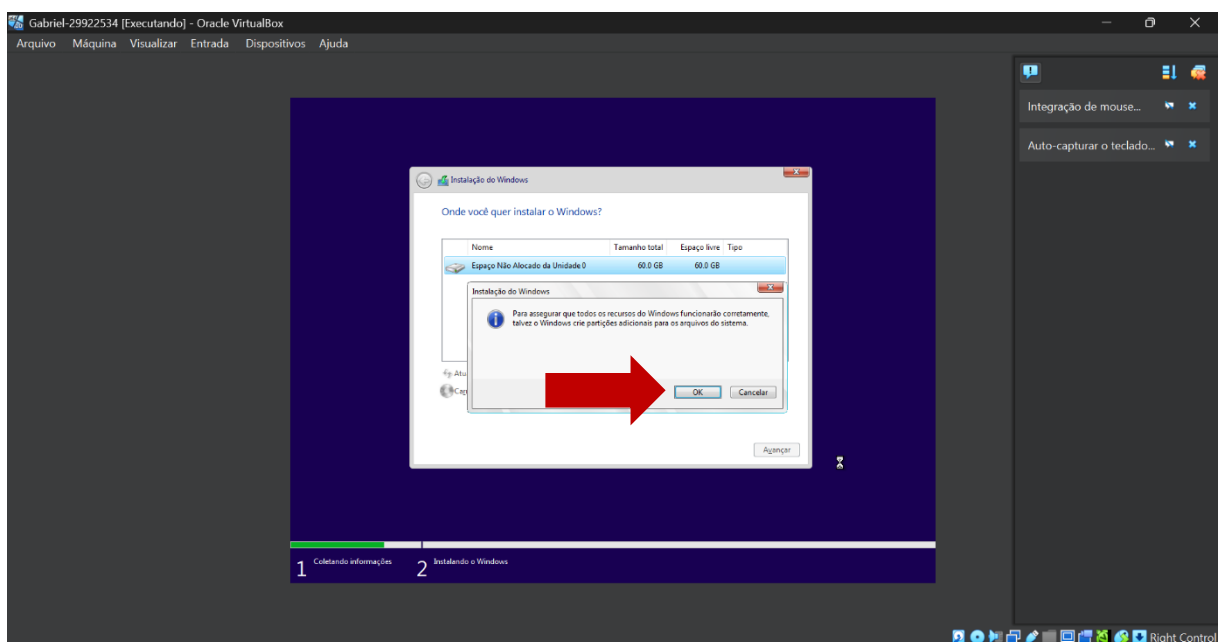 Gabriel-29922534 [Executando] - Oracle VirtualBox
Arquivo Máquina Visualizar Entrada Dispositivos Ajuda
Integração de mouse...
Auto-capturar o teclado...
Instalação do Windows
Onde você quer instalar o Windows?
Nome Tamanho total Espaço livre Tipo
Espaço Não Alocado da Unidade 0 60.0 GB 60.0 GB
Instalação do Windows
Para assegurar que todos os recursos do Windows funcionarão corretamente,
talvez o Windows crie partições adicionais para os arquivos do sistema.
Atu
OK Cancelar
Avançar
1 Coletando informações 2 Instalando o Windows
Right Control